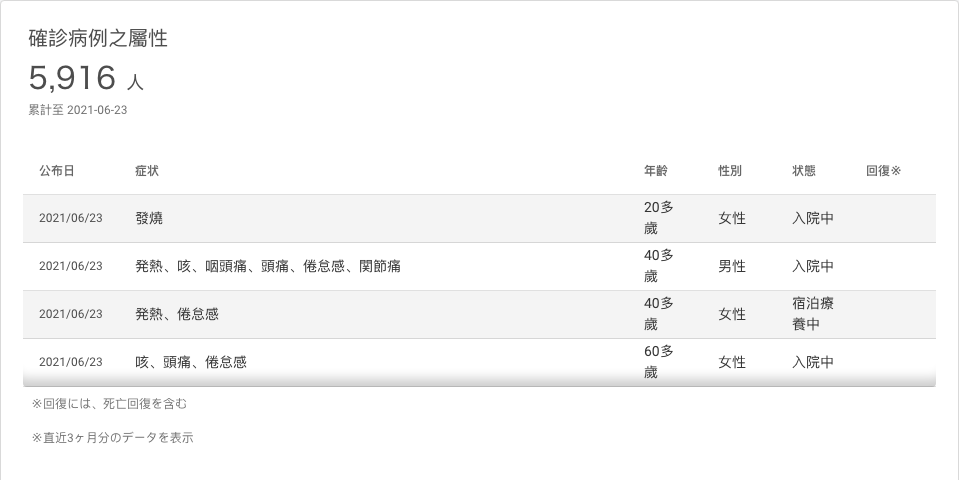 確診病例之屬性
5,916 人
累計至 2021-06-23
公布日 症状 年齢 性別 状態 回復※
2021/06/23 發燒 20多歲 女性 入院中
2021/06/23 発熱、咳、咽頭痛、頭痛、倦怠感、関節痛 40多歲 男性 入院中
2021/06/23 発熱、倦怠感 40多歲 女性 宿泊療養中
2021/06/23 咳、頭痛、倦怠感 60多歲 女性 入院中
※回復には、死亡回復を含む
※直近3ヶ月分のデータを表示